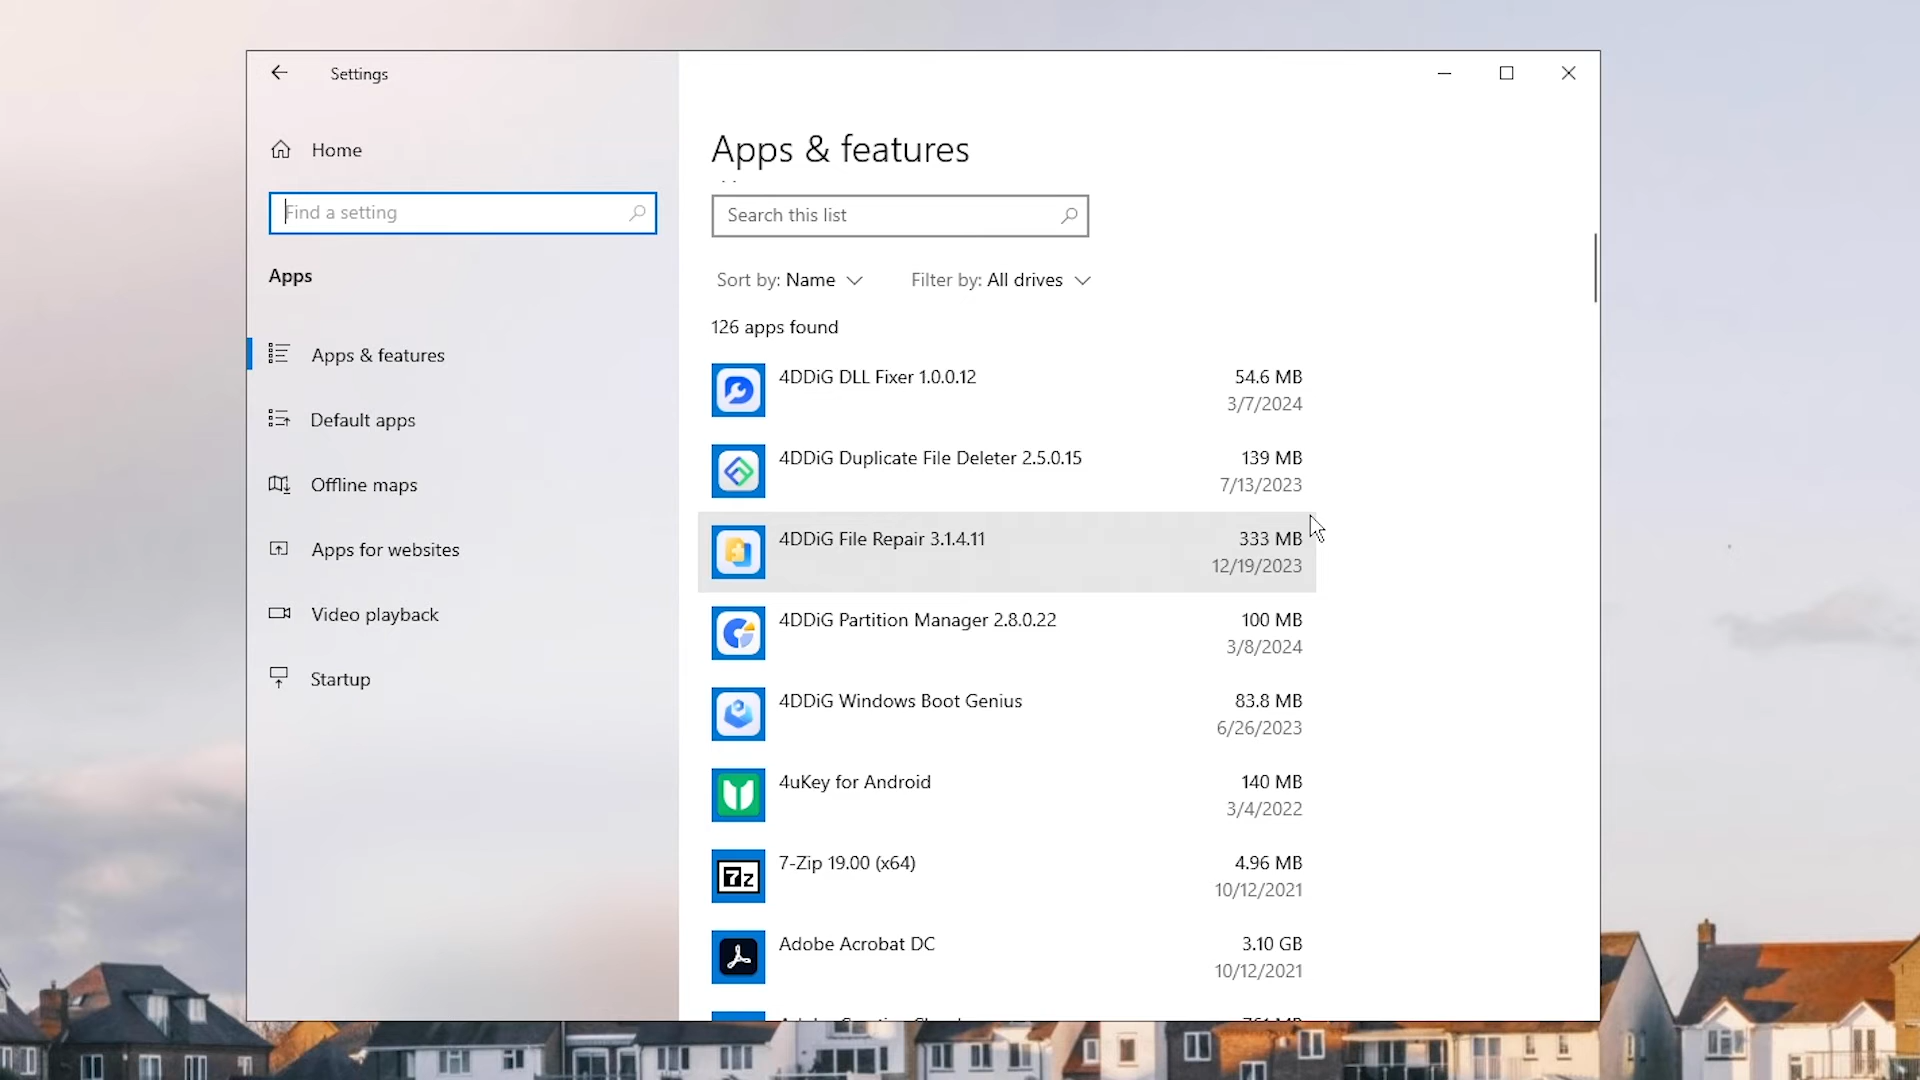 Settings
Home
Find a setting
Apps
Apps & features
Default apps
Offline maps
Apps for websites
Video playback
Startup
Apps & features
Search this list
Sort by: Name
Filter by: All drives
126 apps found
4DDiG DLL Fixer 1.0.0.12
54.6 MB
3/7/2024
4DDiG Duplicate File Deleter 2.5.0.15
139 MB
7/13/2023
4DDiG File Repair 3.1.4.11
333 MB
12/19/2023
4DDiG Partition Manager 2.8.0.22
100 MB
3/8/2024
4DDiG Windows Boot Genius
83.8 MB
6/26/2023
4uKey for Android
140 MB
3/4/2022
7z
7-Zip 19.00 (x64)
4.96 MB
10/12/2021
Adobe Acrobat DC
3.10 GB
10/12/2021